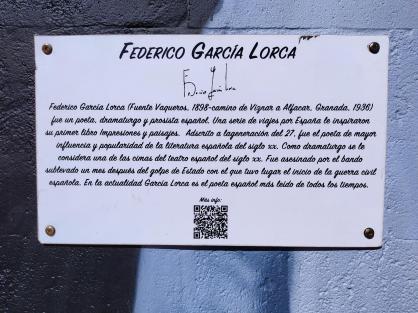 FEDERICO GARCÍA LORCA
Federico García Lorca (Fuente Vaqueros, 1898-camino de Víznar a Alfacar, Granada, 1936)
fue un poeta, dramaturgo y prosista español. Una serie de viajes por España le inspiraron
su primer libro Impresiones y paisajes. Adscrito a lageneración del 27, fue el poeta de mayor
influencia y popularidad de la literatura española del siglo xx. Como dramaturgo se le
considera una de las cimas del teatro español del siglo xx. Fue asesinado por el bando
sublevado un mes después del golpe de Estado con el que tuvo lugar el inicio de la guerra civil
española. En la actualidad García Lorca es el poeta español más leído de todos los tiempos.
Más info: